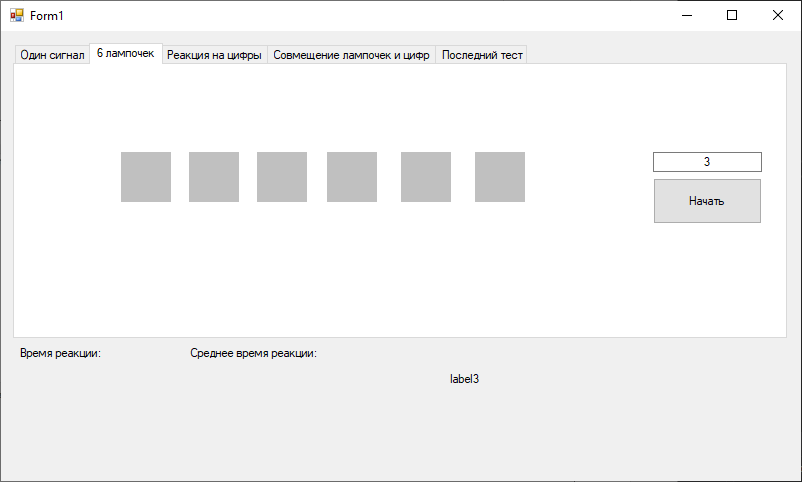 Form1
Один сигнал 6 лампочек Реакция на цифры Совмещение лампочек и цифр Последний тест
3
Начать
Время реакции: Среднее время реакции:
label3